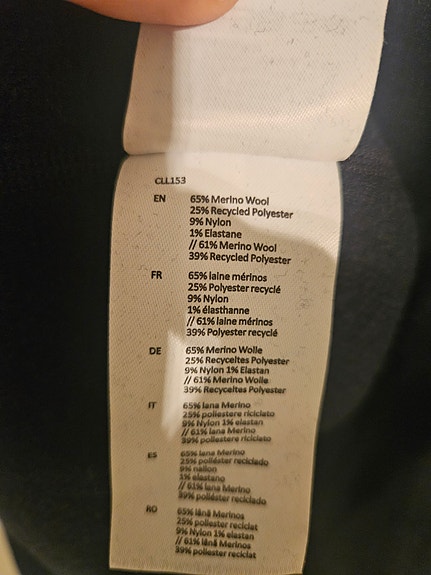 CLL153
EN 65% Merino Wool
25% Recycled Polyester
9% Nylon
1% Elastane
// 61% Merino Wool
39% Recycled Polyester
FR 65% laine mérinos
25% Polyester recyclé
9% Nylon
1% élasthanne
// 61% laine mérinos
39% Polyester recyclé
DE 65% Merino Wolle
25% Recyceltes Polyester
9% Nylon 1% Elastan
// 61% Merino Wolle
39% Recyceltes Polyester
IT 65% lana Merino
25% poliestere riciclato
9% Nylon 1% elastan
// 61% lana Merino
39% poliestere riciclato
ES 65% lana Merino
25% poliéster reciclado
9% nailon
1% elastano
// 61% lana Merino
39% poliéster reciclado
RO 65% lână Merinos
25% poliester reciclat
9% Nylon 1% elastan
// 61% lână Merinos
39% poliester reciclat